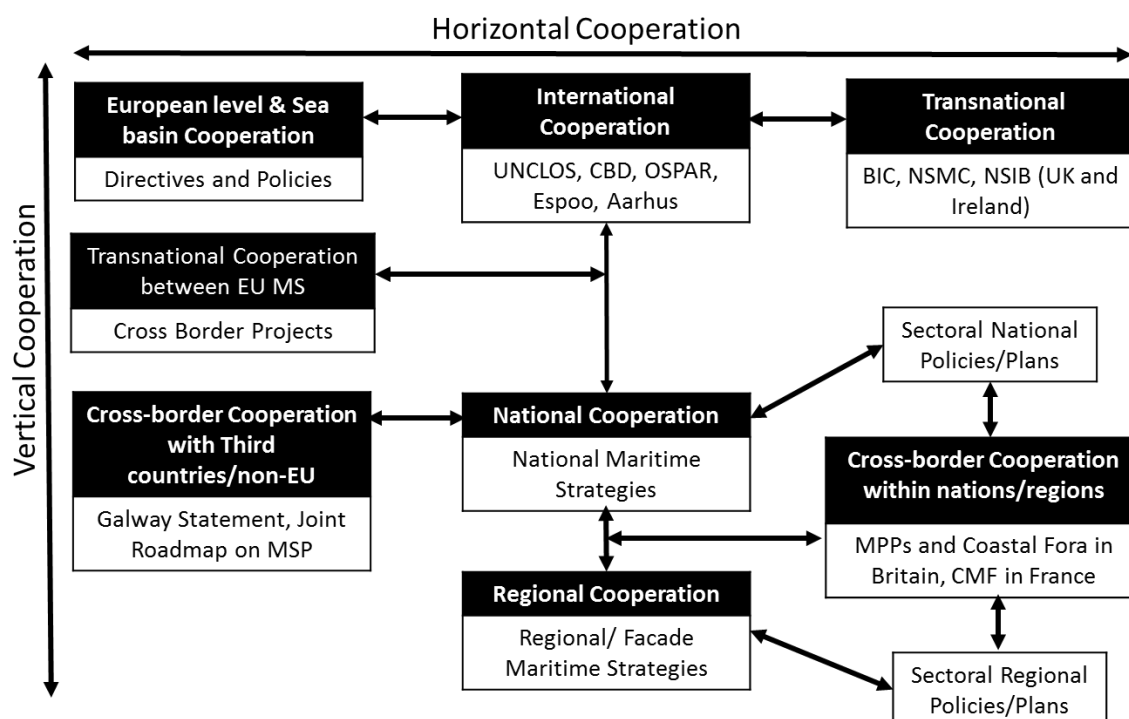 Horizontal Cooperation
Vertical Cooperation
European level & Sea
basin Cooperation
Directives and Policies
International
Cooperation
UNCLOS, CBD, OSPAR,
Espoo, Aarhus
Transnational
Cooperation
BIC, NSMC, NSIB (UK and
Ireland)
Transnational Cooperation
between EU MS
Cross Border Projects
Sectoral National
Policies/Plans
Cross-border Cooperation
with Third
countries/non-EU
Galway Statement, Joint
Roadmap on MSP
National Cooperation
National Maritime
Strategies
Cross-border Cooperation
within nations/regions
MPPs and Coastal Fora in
Britain, CMF in France
Regional Cooperation
Regional/ Facade
Maritime Strategies
Sectoral Regional
Policies/Plans